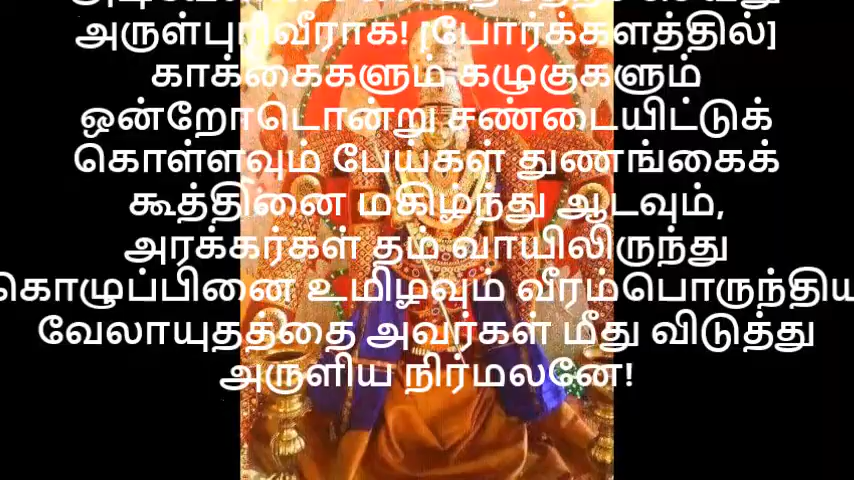 அருள்புரிவீராக! [போர்க்களத்தில்]
காக்கைகளும் கழுகுகளும்
ஒன்றோடொன்று சண்டையிட்டுக்
கொள்ளவும் பேய்கள் துணங்கைக்
கூத்தினை மகிழ்ந்து ஆடவும்,
அரக்கர்கள் தம் வாயிலிருந்து
கொழுப்பினை உமிழவும் வீரம்பொருந்திய
வேலாயுதத்தை அவர்கள் மீது விடுத்து
அருளிய நிர்மலனே!